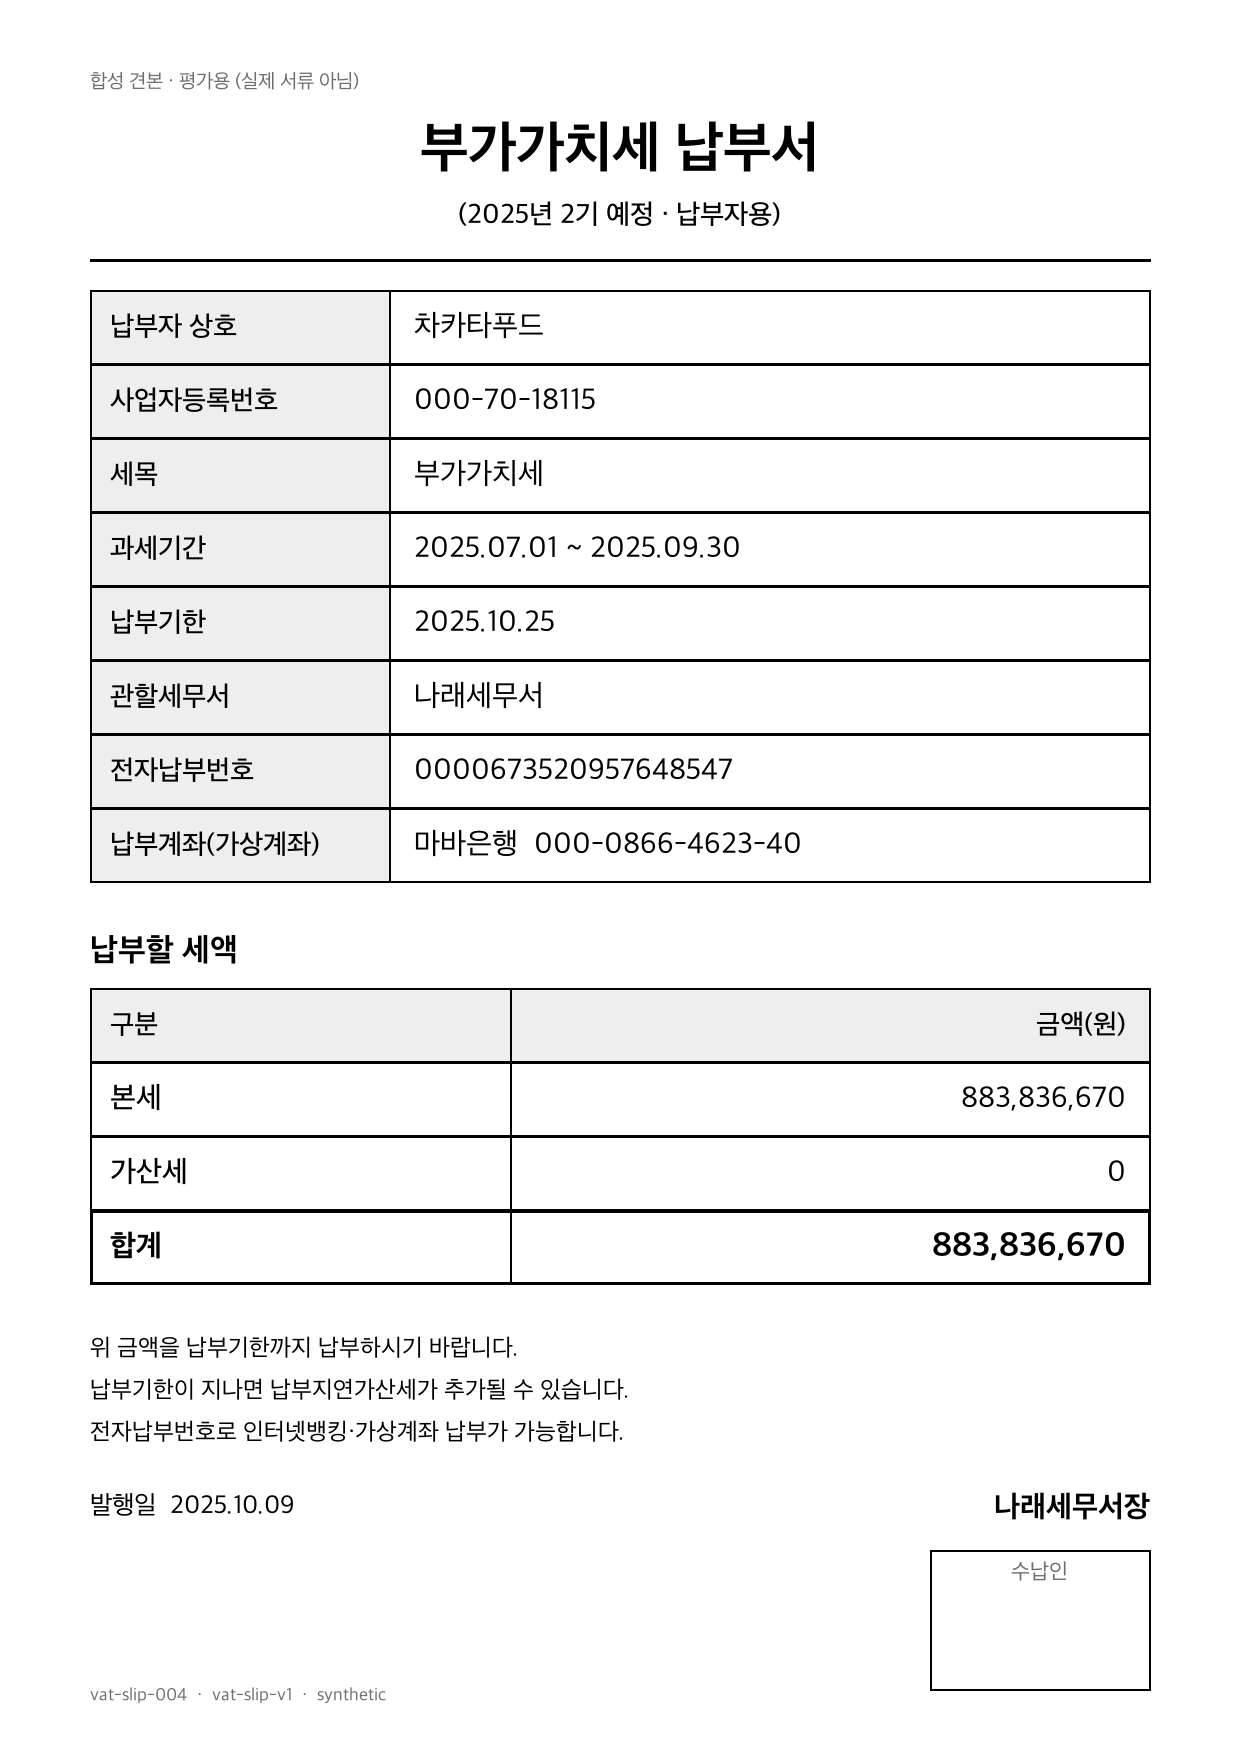 합성 견본 · 평가용 (실제 서류 아님)
부가가치세 납부서
(2025년 2기 예정 · 납부자용)
납부자 상호 차카타푸드
사업자등록번호 000-70-18115
세목 부가가치세
과세기간 2025.07.01 ~ 2025.09.30
납부기한 2025.10.25
관할세무서 나래세무서
전자납부번호 0000673520957648547
납부계좌(가상계좌) 마바은행 000-0866-4623-40
납부할 세액
구분 금액(원)
본세 883,836,670
가산세 0
합계 883,836,670
위 금액을 납부기한까지 납부하시기 바랍니다.
납부기한이 지나면 납부지연가산세가 추가될 수 있습니다.
전자납부번호로 인터넷뱅킹·가상계좌 납부가 가능합니다.
발행일 2025.10.09 나래세무서장
수납인
vat-slip-004 · vat-slip-v1 · synthetic